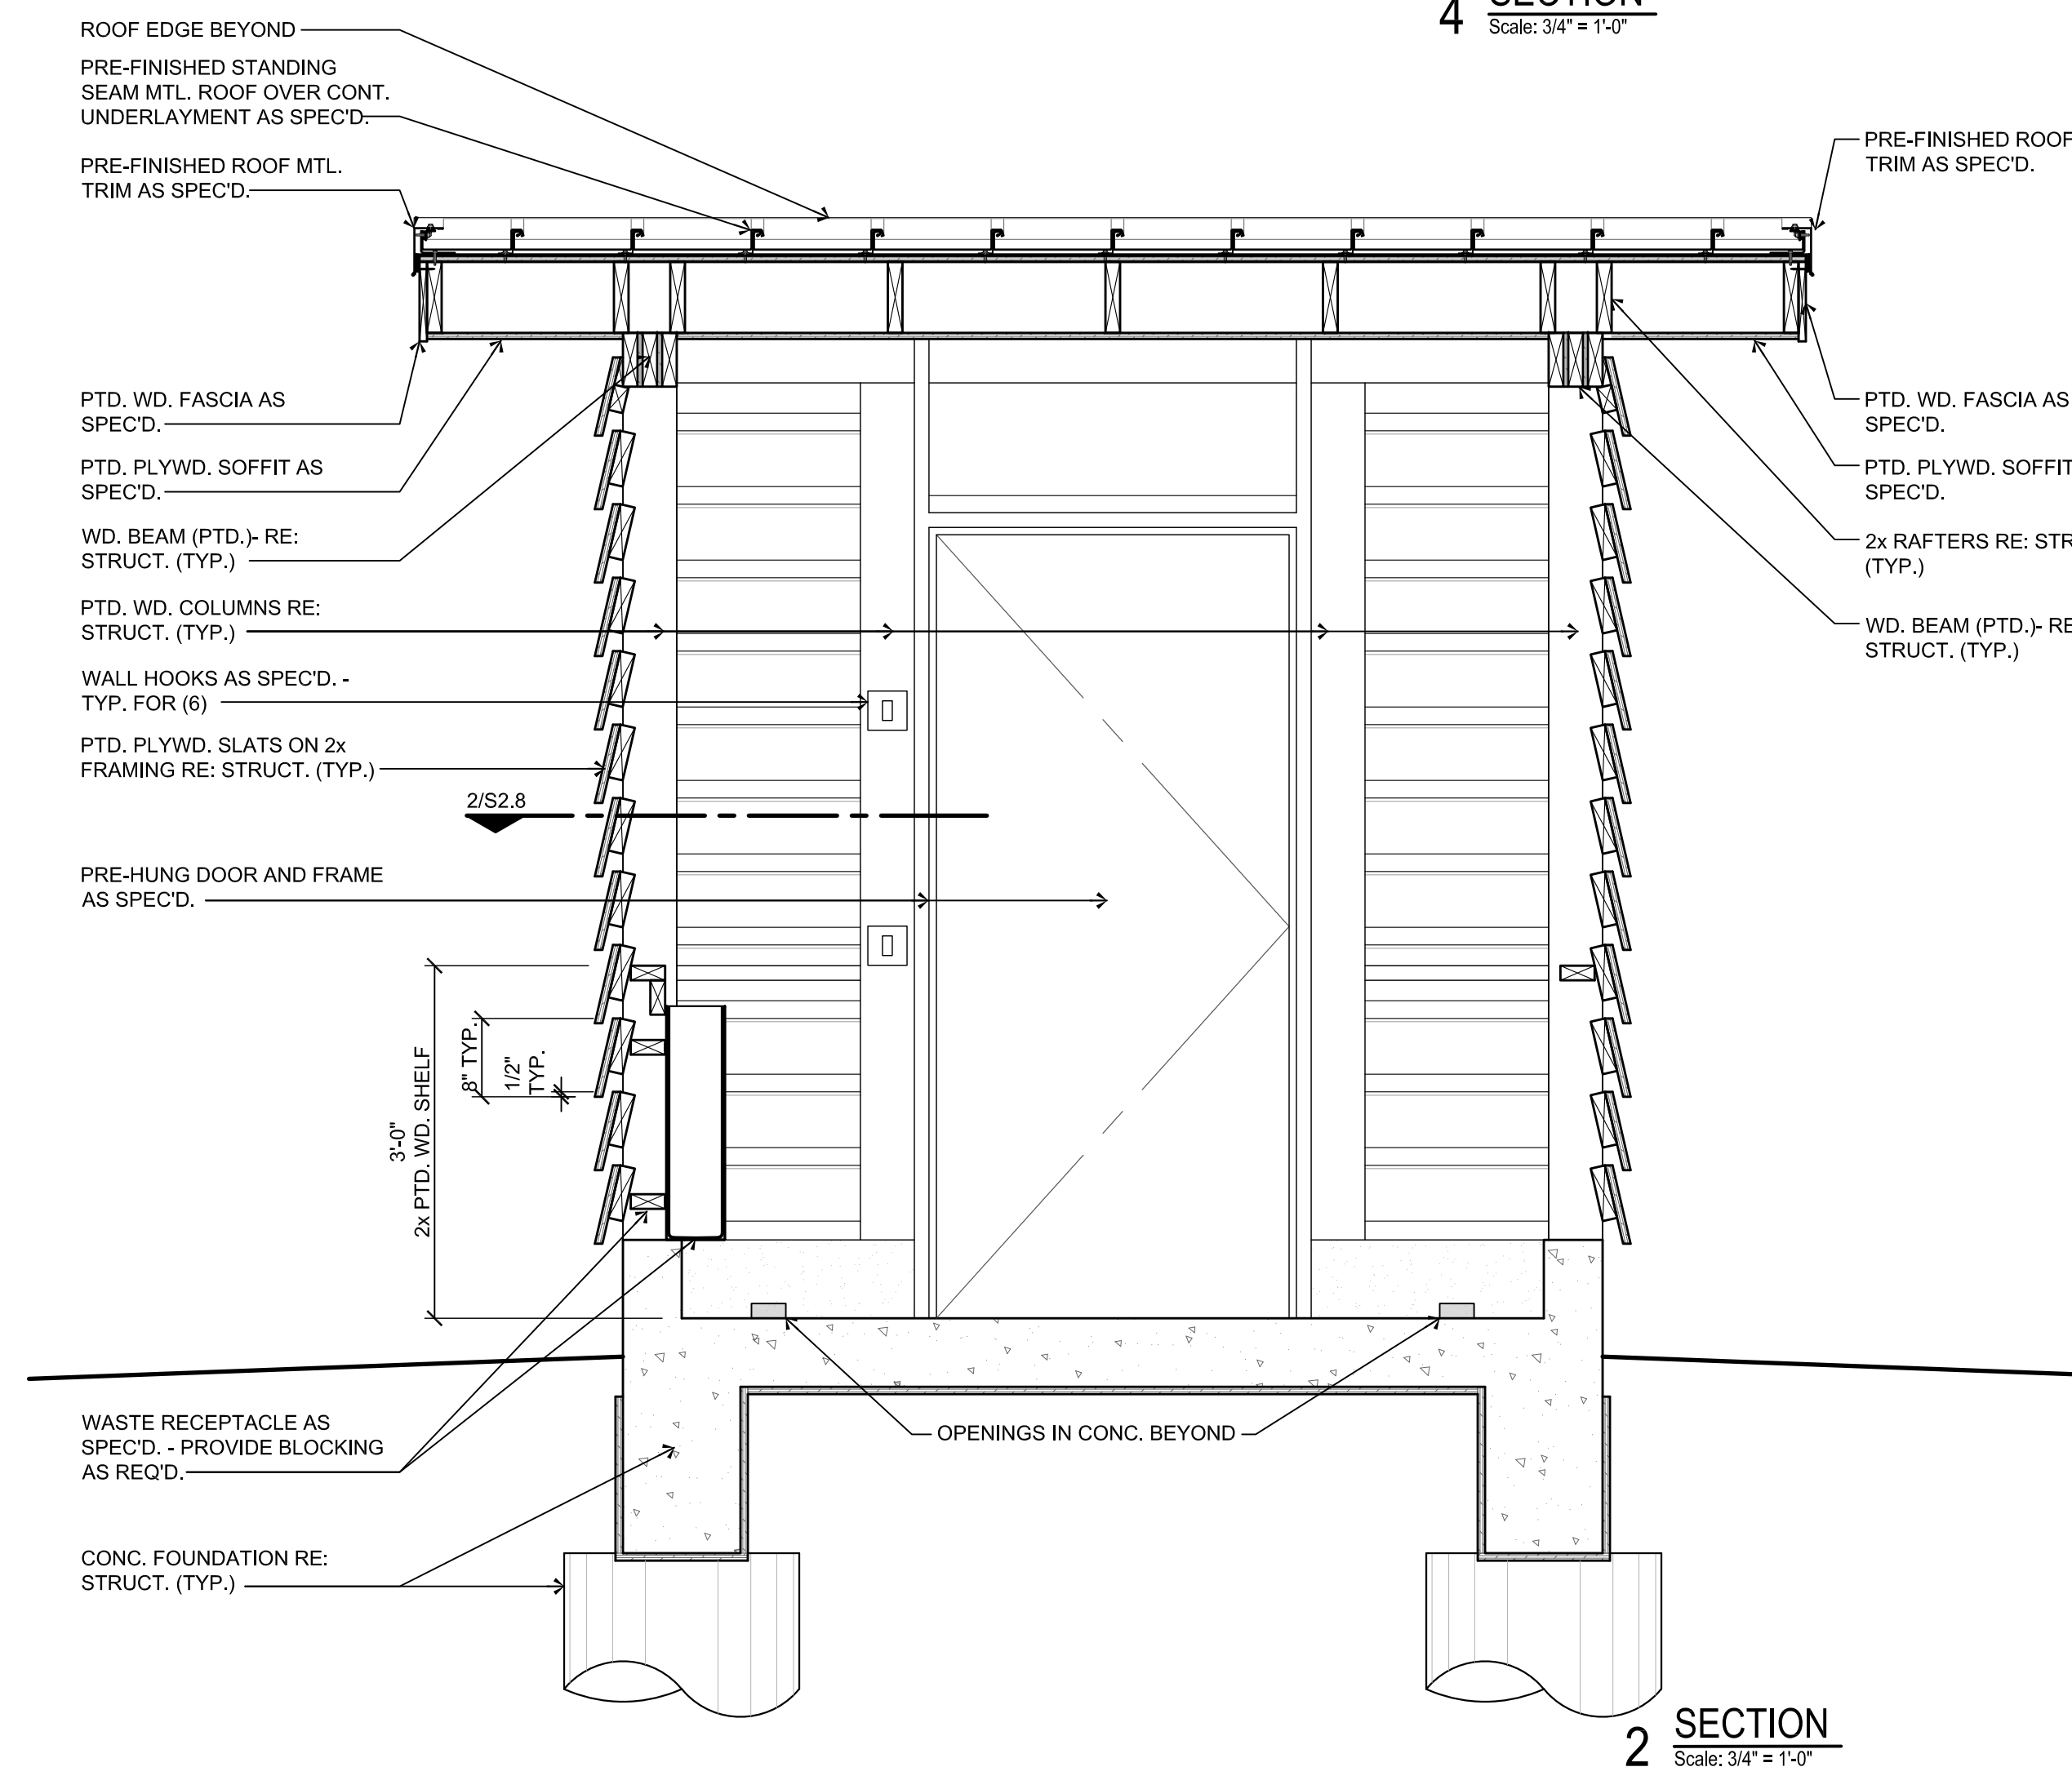 4 SECTION
Scale: 3/4" = 1'-0"
ROOF EDGE BEYOND
PRE-FINISHED STANDING
SEAM MTL. ROOF OVER CONT.
UNDERLAYMENT AS SPEC'D.
PRE-FINISHED ROOF MTL.
TRIM AS SPEC'D.
PTD. WD. FASCIA AS
SPEC'D.
PTD. PLYWD. SOFFIT AS
SPEC'D.
WD. BEAM (PTD.)- RE:
STRUCT. (TYP.)
PTD. WD. COLUMNS RE:
STRUCT. (TYP.)
WALL HOOKS AS SPEC'D. -
TYP. FOR (6)
PTD. PLYWD. SLATS ON 2x
FRAMING RE: STRUCT. (TYP.)
2/S2.8
PRE-HUNG DOOR AND FRAME
AS SPEC'D.
3'-0"
2x PTD. WD. SHELF
8" TYP.
1/2"
TYP.
WASTE RECEPTACLE AS
SPEC'D. - PROVIDE BLOCKING
AS REQ'D.
CONC. FOUNDATION RE:
STRUCT. (TYP.)
OPENINGS IN CONC. BEYOND
PRE-FINISHED ROOF
TRIM AS SPEC'D.
PTD. WD. FASCIA AS
SPEC'D.
PTD. PLYWD. SOFFIT
SPEC'D.
2x RAFTERS RE: STR
(TYP.)
WD. BEAM (PTD.)- RE
STRUCT. (TYP.)
2 SECTION
Scale: 3/4" = 1'-0"